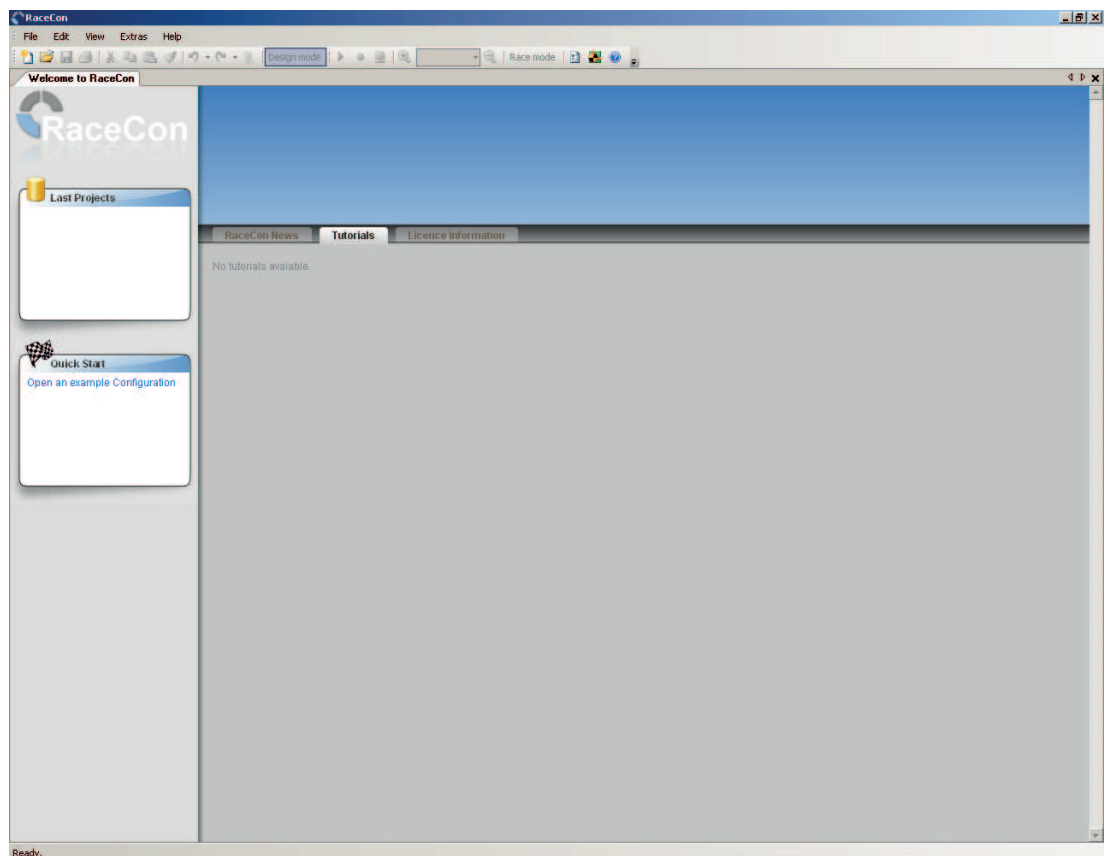 RaceCon
File Edit View Extras Help
Design mode Race mode
Welcome to RaceCon
RaceCon
Last Projects
RaceCon News Tutorials Licence Information
No tutorials avaiable.
Quick Start
Open an example Configuration
Ready.